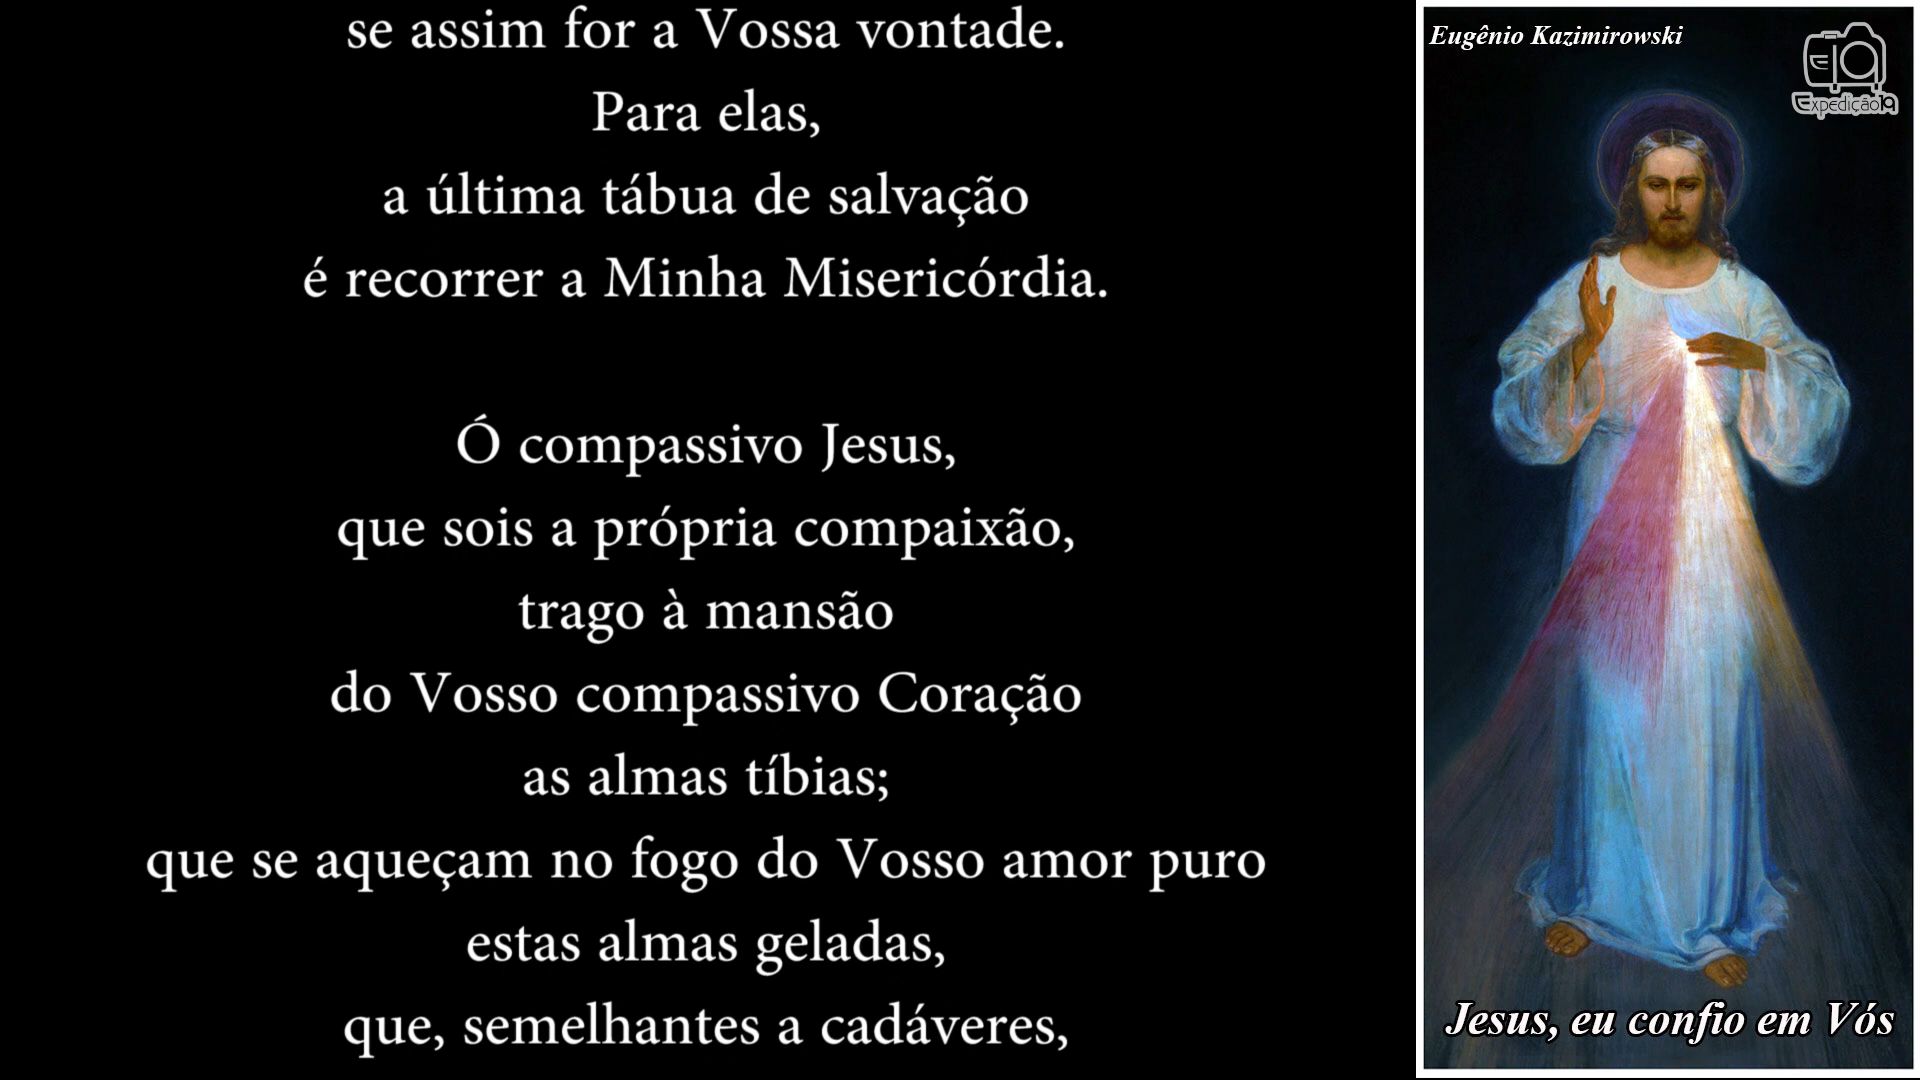 se assim for a Vossa vontade.
Para elas,
a última tábua de salvação
é recorrer a Minha Misericórdia.
Ó compassivo Jesus,
que sois a própria compaixão,
trago à mansão
do Vosso compassivo Coração
as almas tíbias;
que se aqueçam no fogo do Vosso amor puro
estas almas geladas,
que, semelhantes a cadáveres,
Eugênio Kazimirowski
Expedição19
Jesus, eu confio em Vós